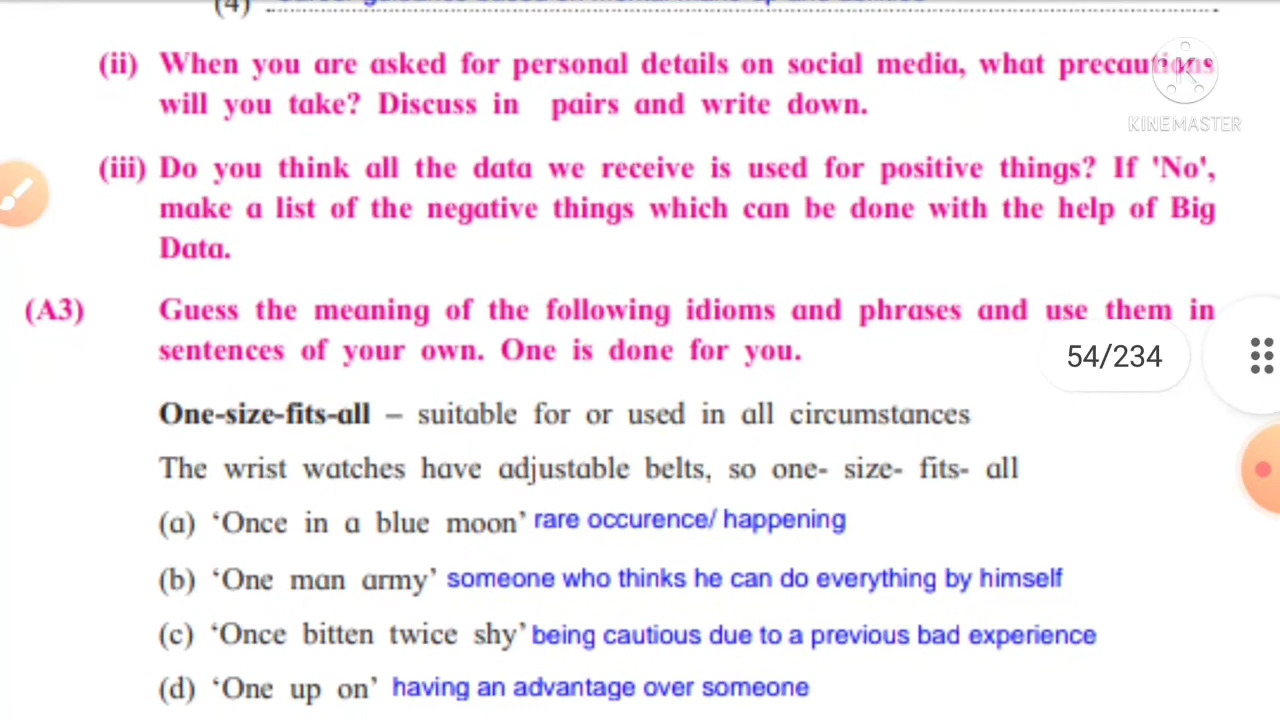 (4)
(ii) When you are asked for personal details on social media, what precautions
will you take? Discuss in pairs and write down.
KINEMASTER
(iii) Do you think all the data we receive is used for positive things? If 'No',
make a list of the negative things which can be done with the help of Big
Data.
(A3) Guess the meaning of the following idioms and phrases and use them in
sentences of your own. One is done for you.
54/234
One-size-fits-all – suitable for or used in all circumstances
The wrist watches have adjustable belts, so one- size- fits- all
(a) ‘Once in a blue moon’ rare occurence/ happening
(b) ‘One man army’ someone who thinks he can do everything by himself
(c) ‘Once bitten twice shy’ being cautious due to a previous bad experience
(d) ‘One up on’ having an advantage over someone